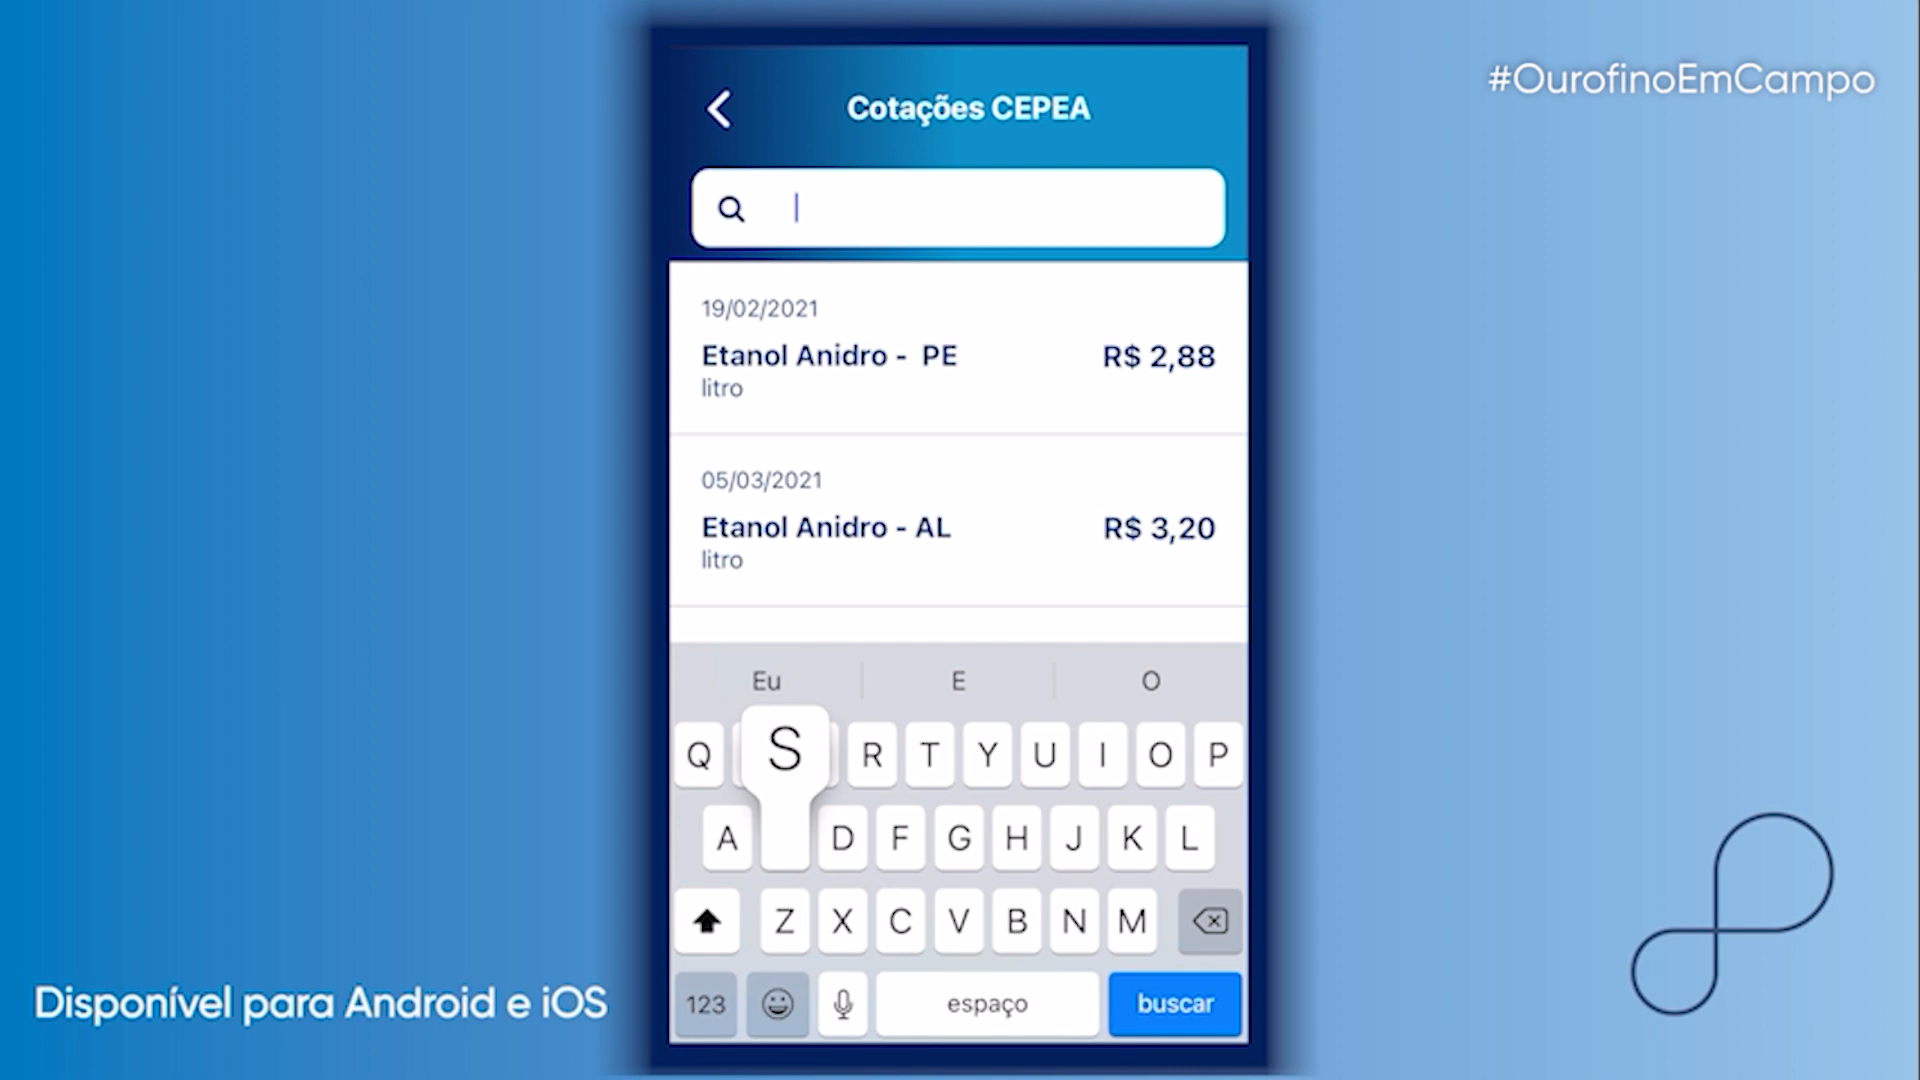 #OurofinoEmCampo
Cotações CEPEA
19/02/2021
Etanol Anidro - PE R$ 2,88
litro
05/03/2021
Etanol Anidro - AL R$ 3,20
litro
Eu E O
Q S R T Y U I O P
A D F G H J K L
Z X C V B N M
123 espaço buscar
Disponível para Android e iOS